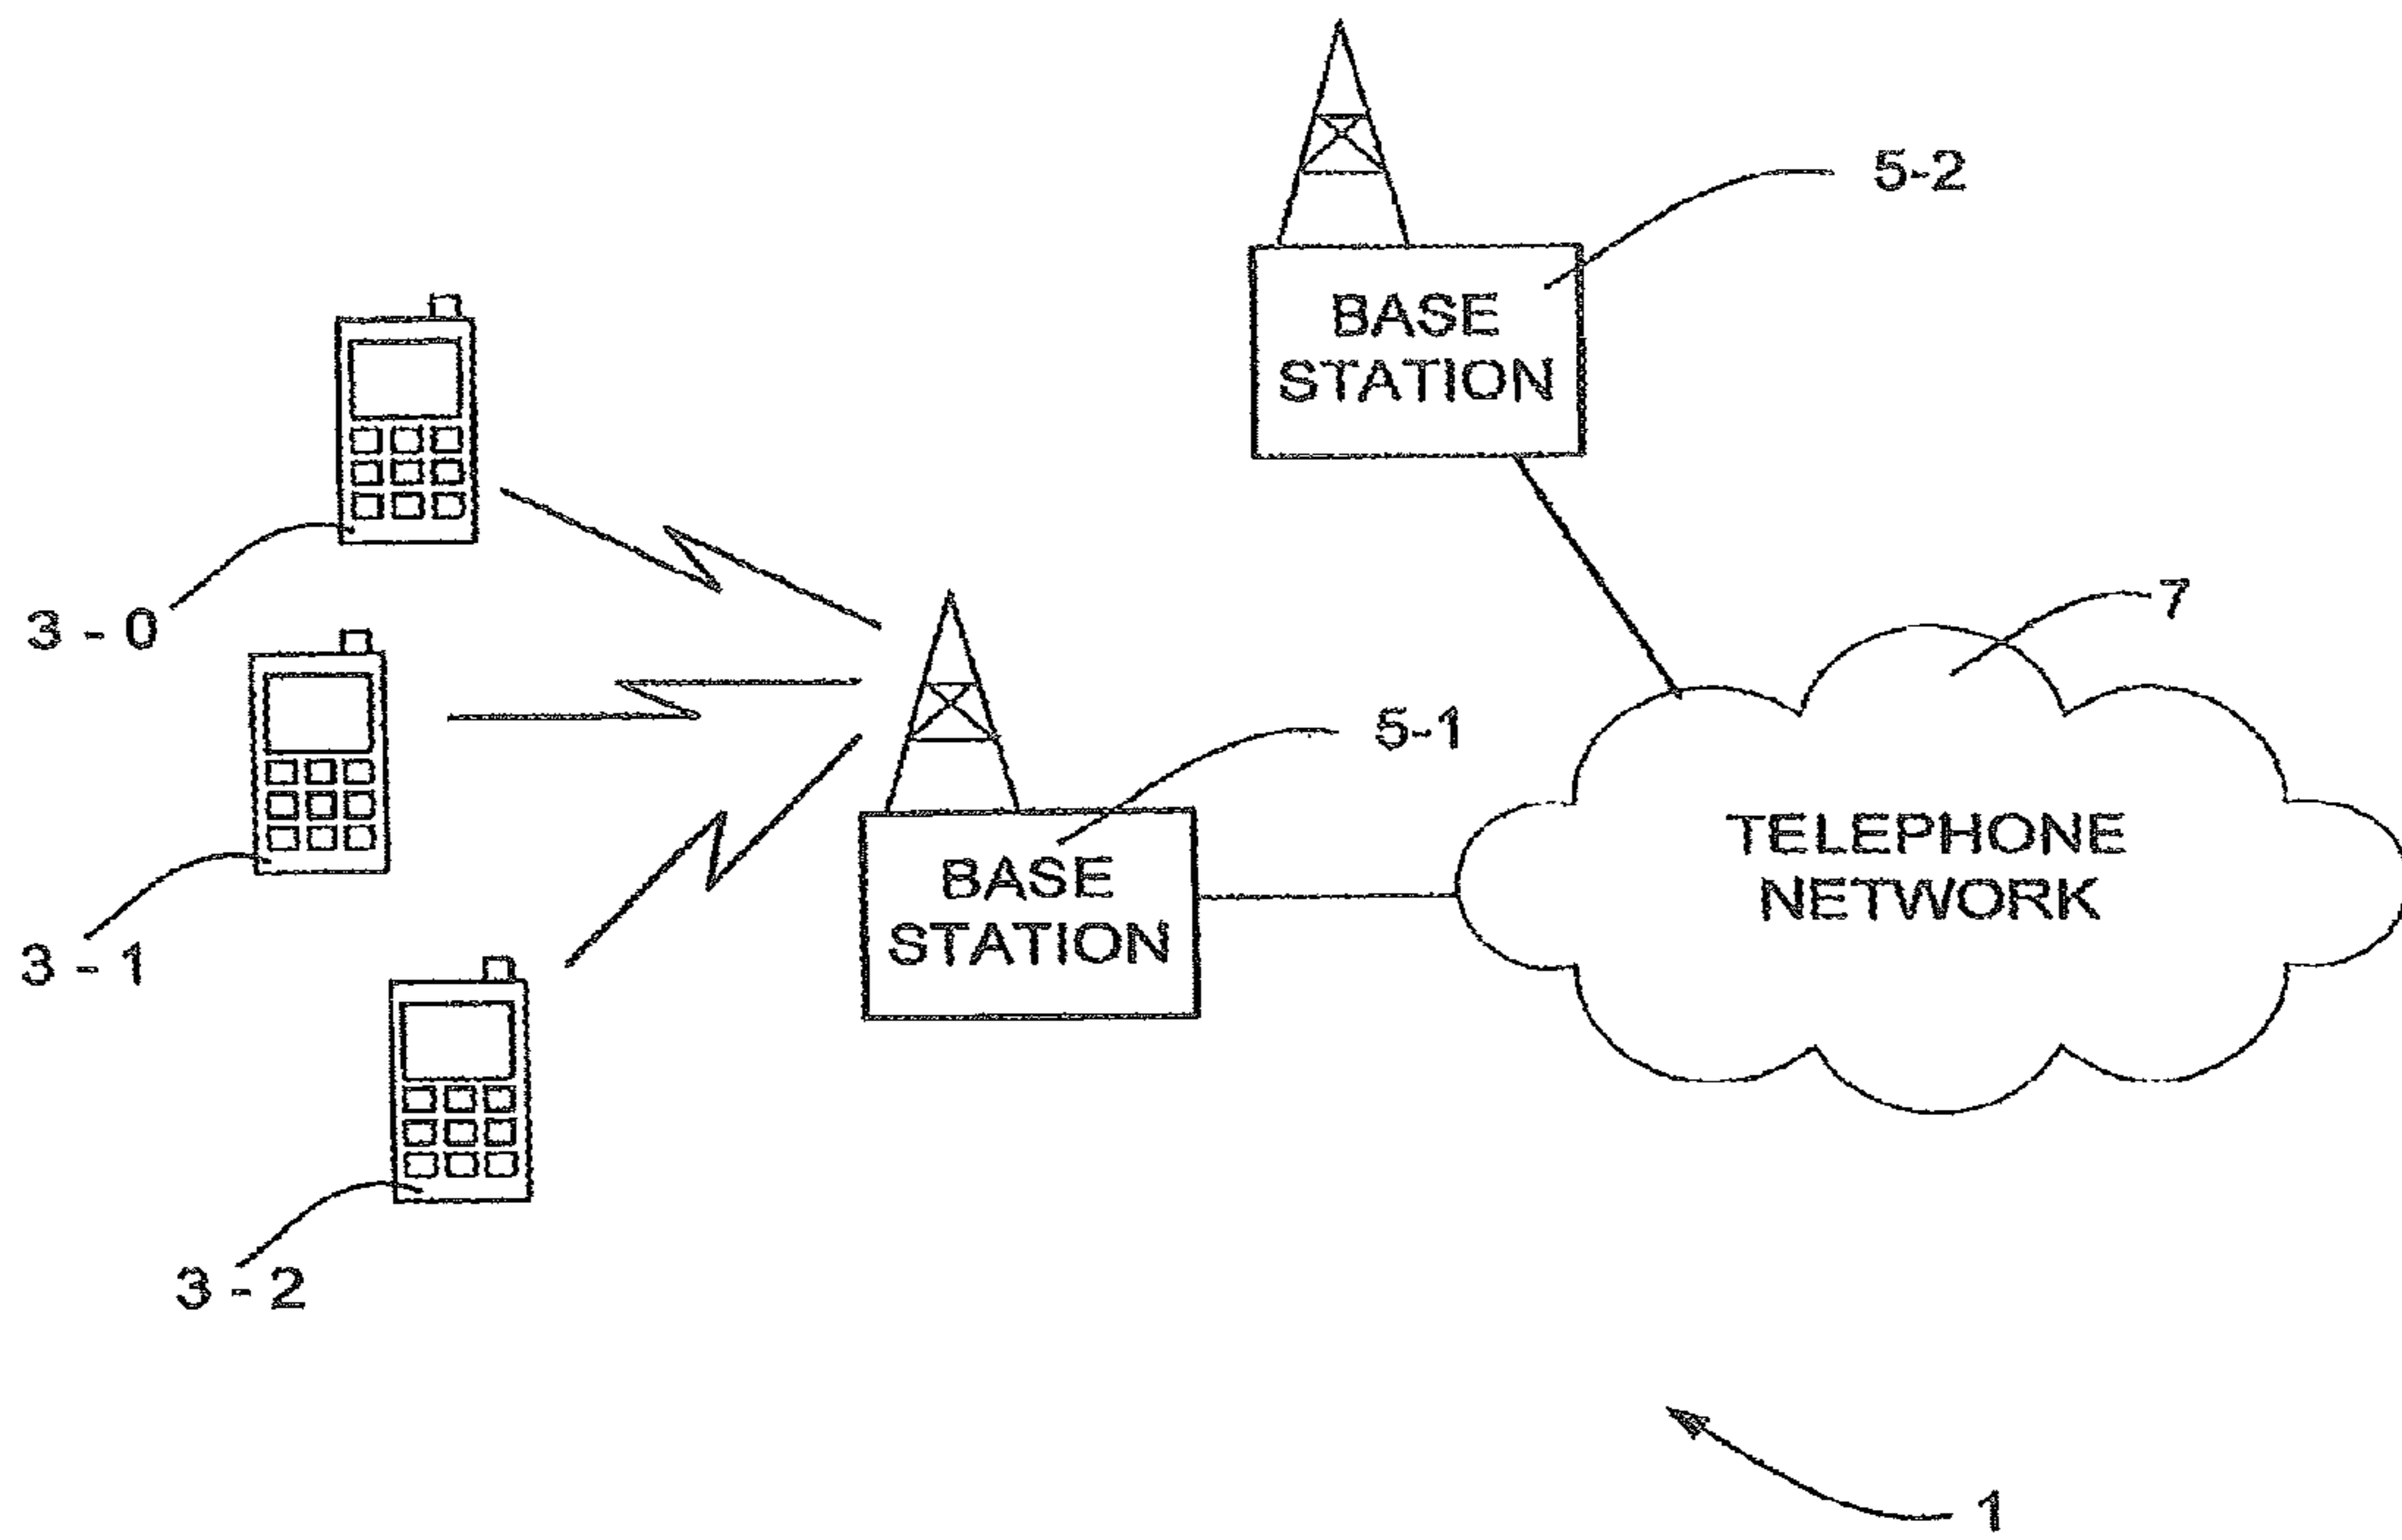 5-2
BASE
STATION
3 - 0
7
5-1
TELEPHONE
NETWORK
BASE
STATION
3 - 1
3 - 2
1